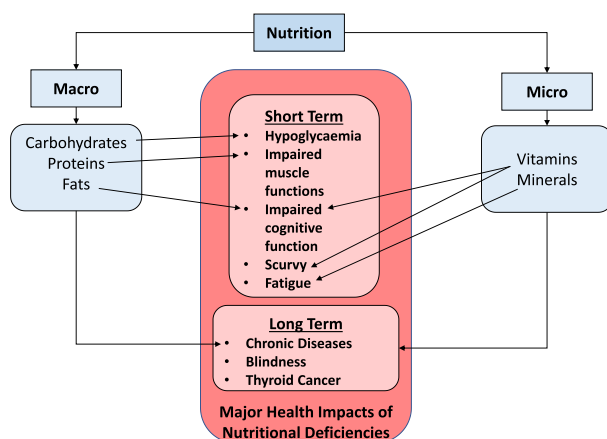 Nutrition
Macro
Micro
Carbohydrates
Proteins
Fats
Short Term
• Hypoglycaemia
• Impaired
muscle
functions
• Impaired
cognitive
function
• Scurvy
• Fatigue
Vitamins
Minerals
Long Term
• Chronic Diseases
• Blindness
• Thyroid Cancer
Major Health Impacts of
Nutritional Deficiencies